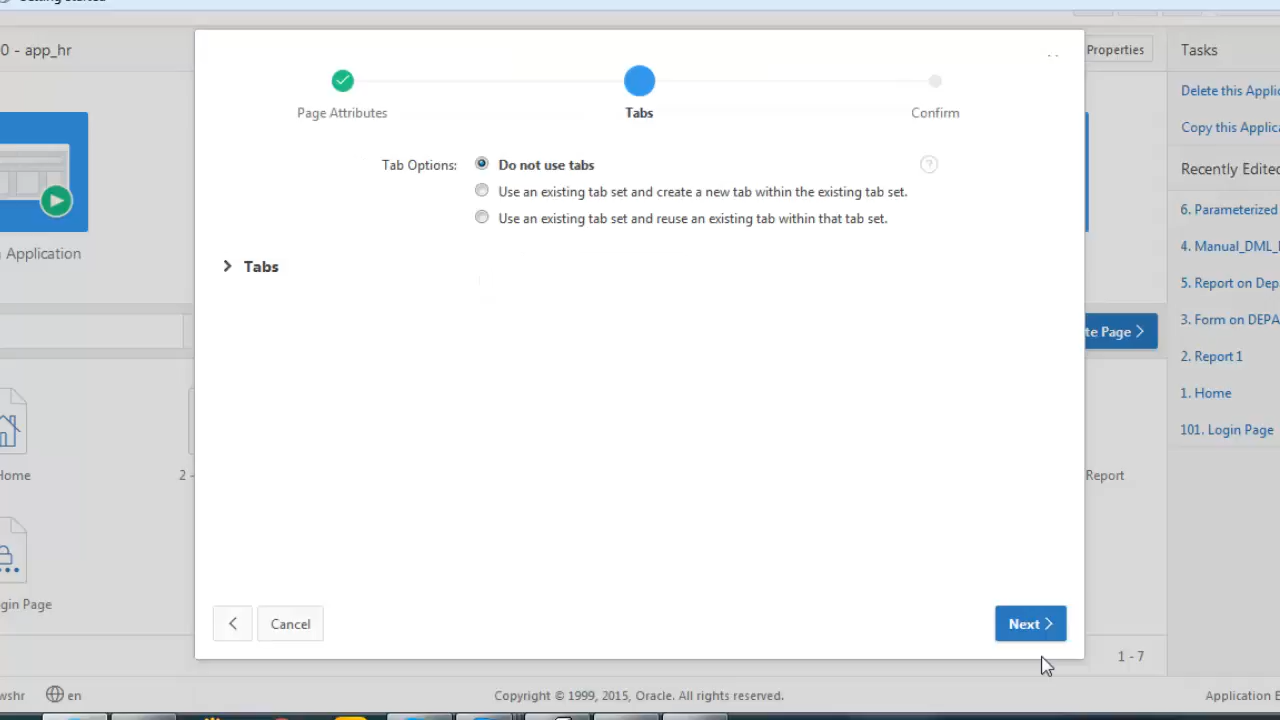 0 - app_hr
Properties
Tasks
Page Attributes
Tabs
Confirm
Delete this Applic
Copy this Applica
Tab Options:
Do not use tabs
Use an existing tab set and create a new tab within the existing tab set.
Use an existing tab set and reuse an existing tab within that tab set.
Recently Edited
6. Parameterized
4. Manual_DML_
5. Report on Dep
3. Form on DEPA
2. Report 1
1. Home
101. Login Page
Application
Tabs
te Page
Home
2 -
Report
gin Page
Cancel
Next
1 - 7
wshr
en
Copyright © 1999, 2015, Oracle. All rights reserved.
Application E